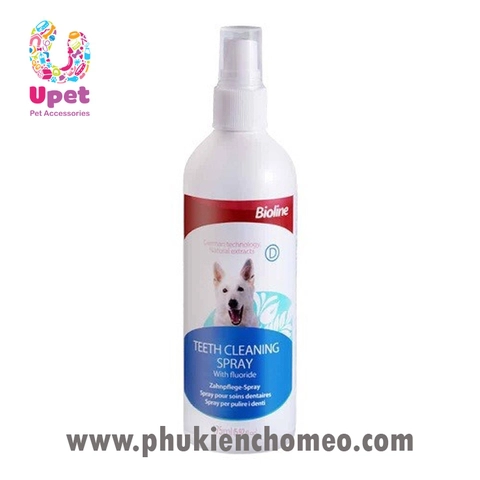 Upet
Pet Accessories
Bioline
German technology
Natural extracts
D
TEETH CLEANING
SPRAY
With fluoride
Zahnpflege-Spray
Spray pour soins dentaires
Spray per pulire i denti
www.phukienchomeo.com